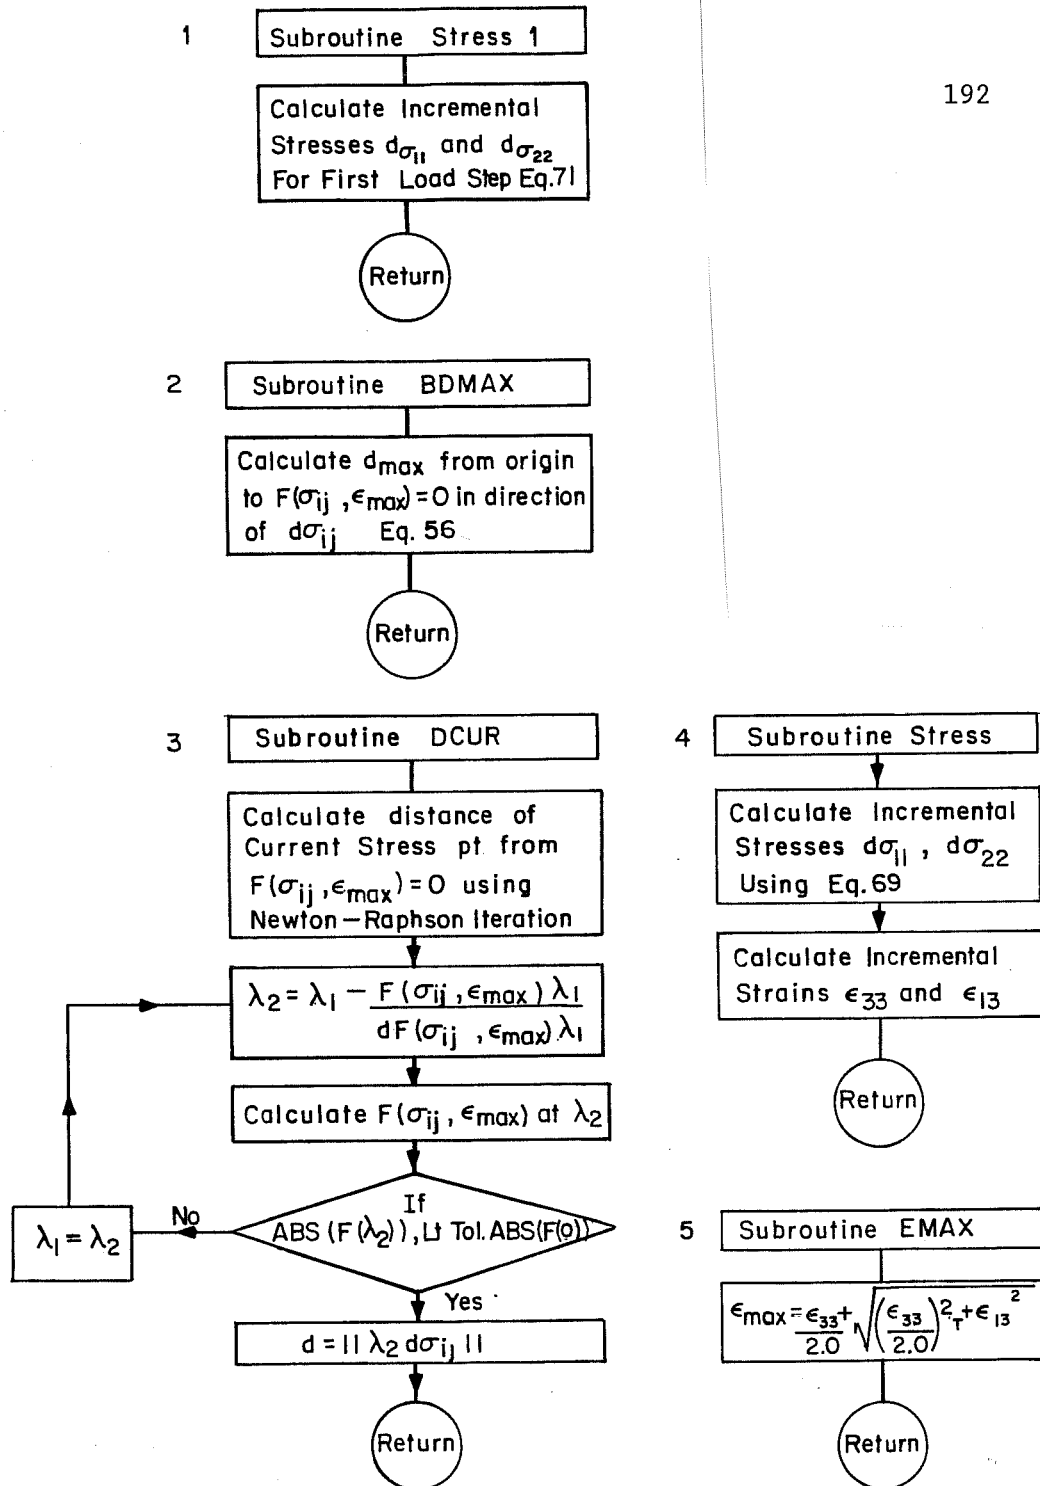 192
1
Subroutine Stress 1
Calculate Incremental
Stresses dσ11 and dσ22
For First Load Step Eq.71
Return
2
Subroutine BDMAX
Calculate dmax from origin
to F(σij ,ϵmax)=0 in direction
of dσij Eq. 56
Return
3
Subroutine DCUR
Calculate distance of
Current Stress pt from
F(σij ,ϵmax)=0 using
Newton-Raphson Iteration
λ2 = λ1 - F(σij ,ϵmax) λ1
dF(σij ,ϵmax) λ1
Calculate F(σij ,ϵmax) at λ2
If
ABS (F(λ2)), Lt Tol. ABS(F(0))
No
λ1 = λ2
Yes
d = || λ2 dσij ||
Return
4
Subroutine Stress
Calculate Incremental
Stresses dσ11 , dσ22
Using Eq.69
Calculate Incremental
Strains ϵ33 and ϵ13
Return
5
Subroutine EMAX
ϵmax = ϵ33/2.0 + √(ϵ33/2.0)² + ϵ13²
Return